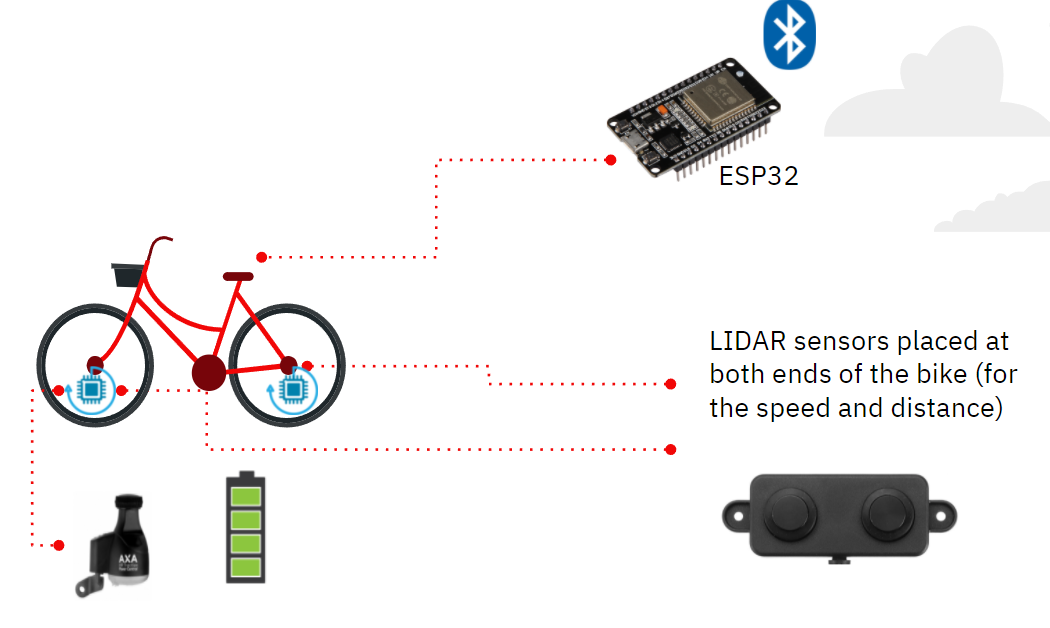 ESP32
LIDAR sensors placed at
both ends of the bike (for
the speed and distance)
AXA